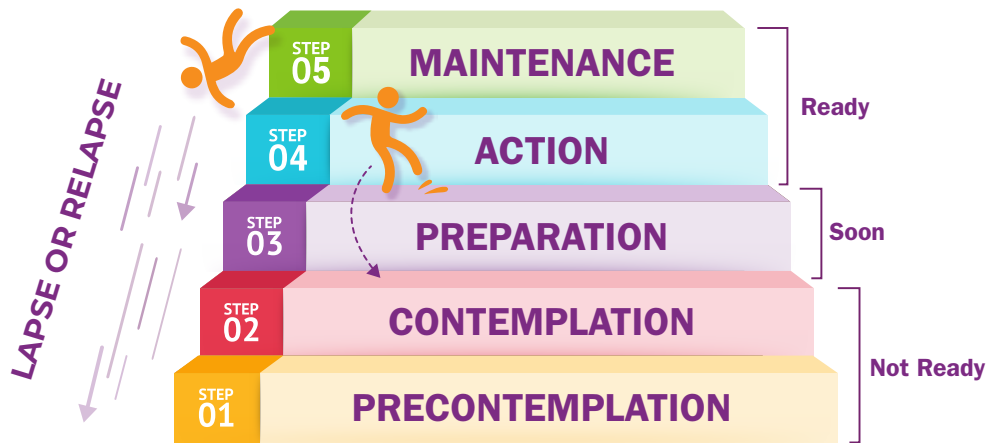 STEP
05
MAINTENANCE
STEP
04
ACTION
STEP
03
PREPARATION
STEP
02
CONTEMPLATION
STEP
01
PRECONTEMPLATION
Ready
Soon
Not Ready
LAPSE OR RELAPSE